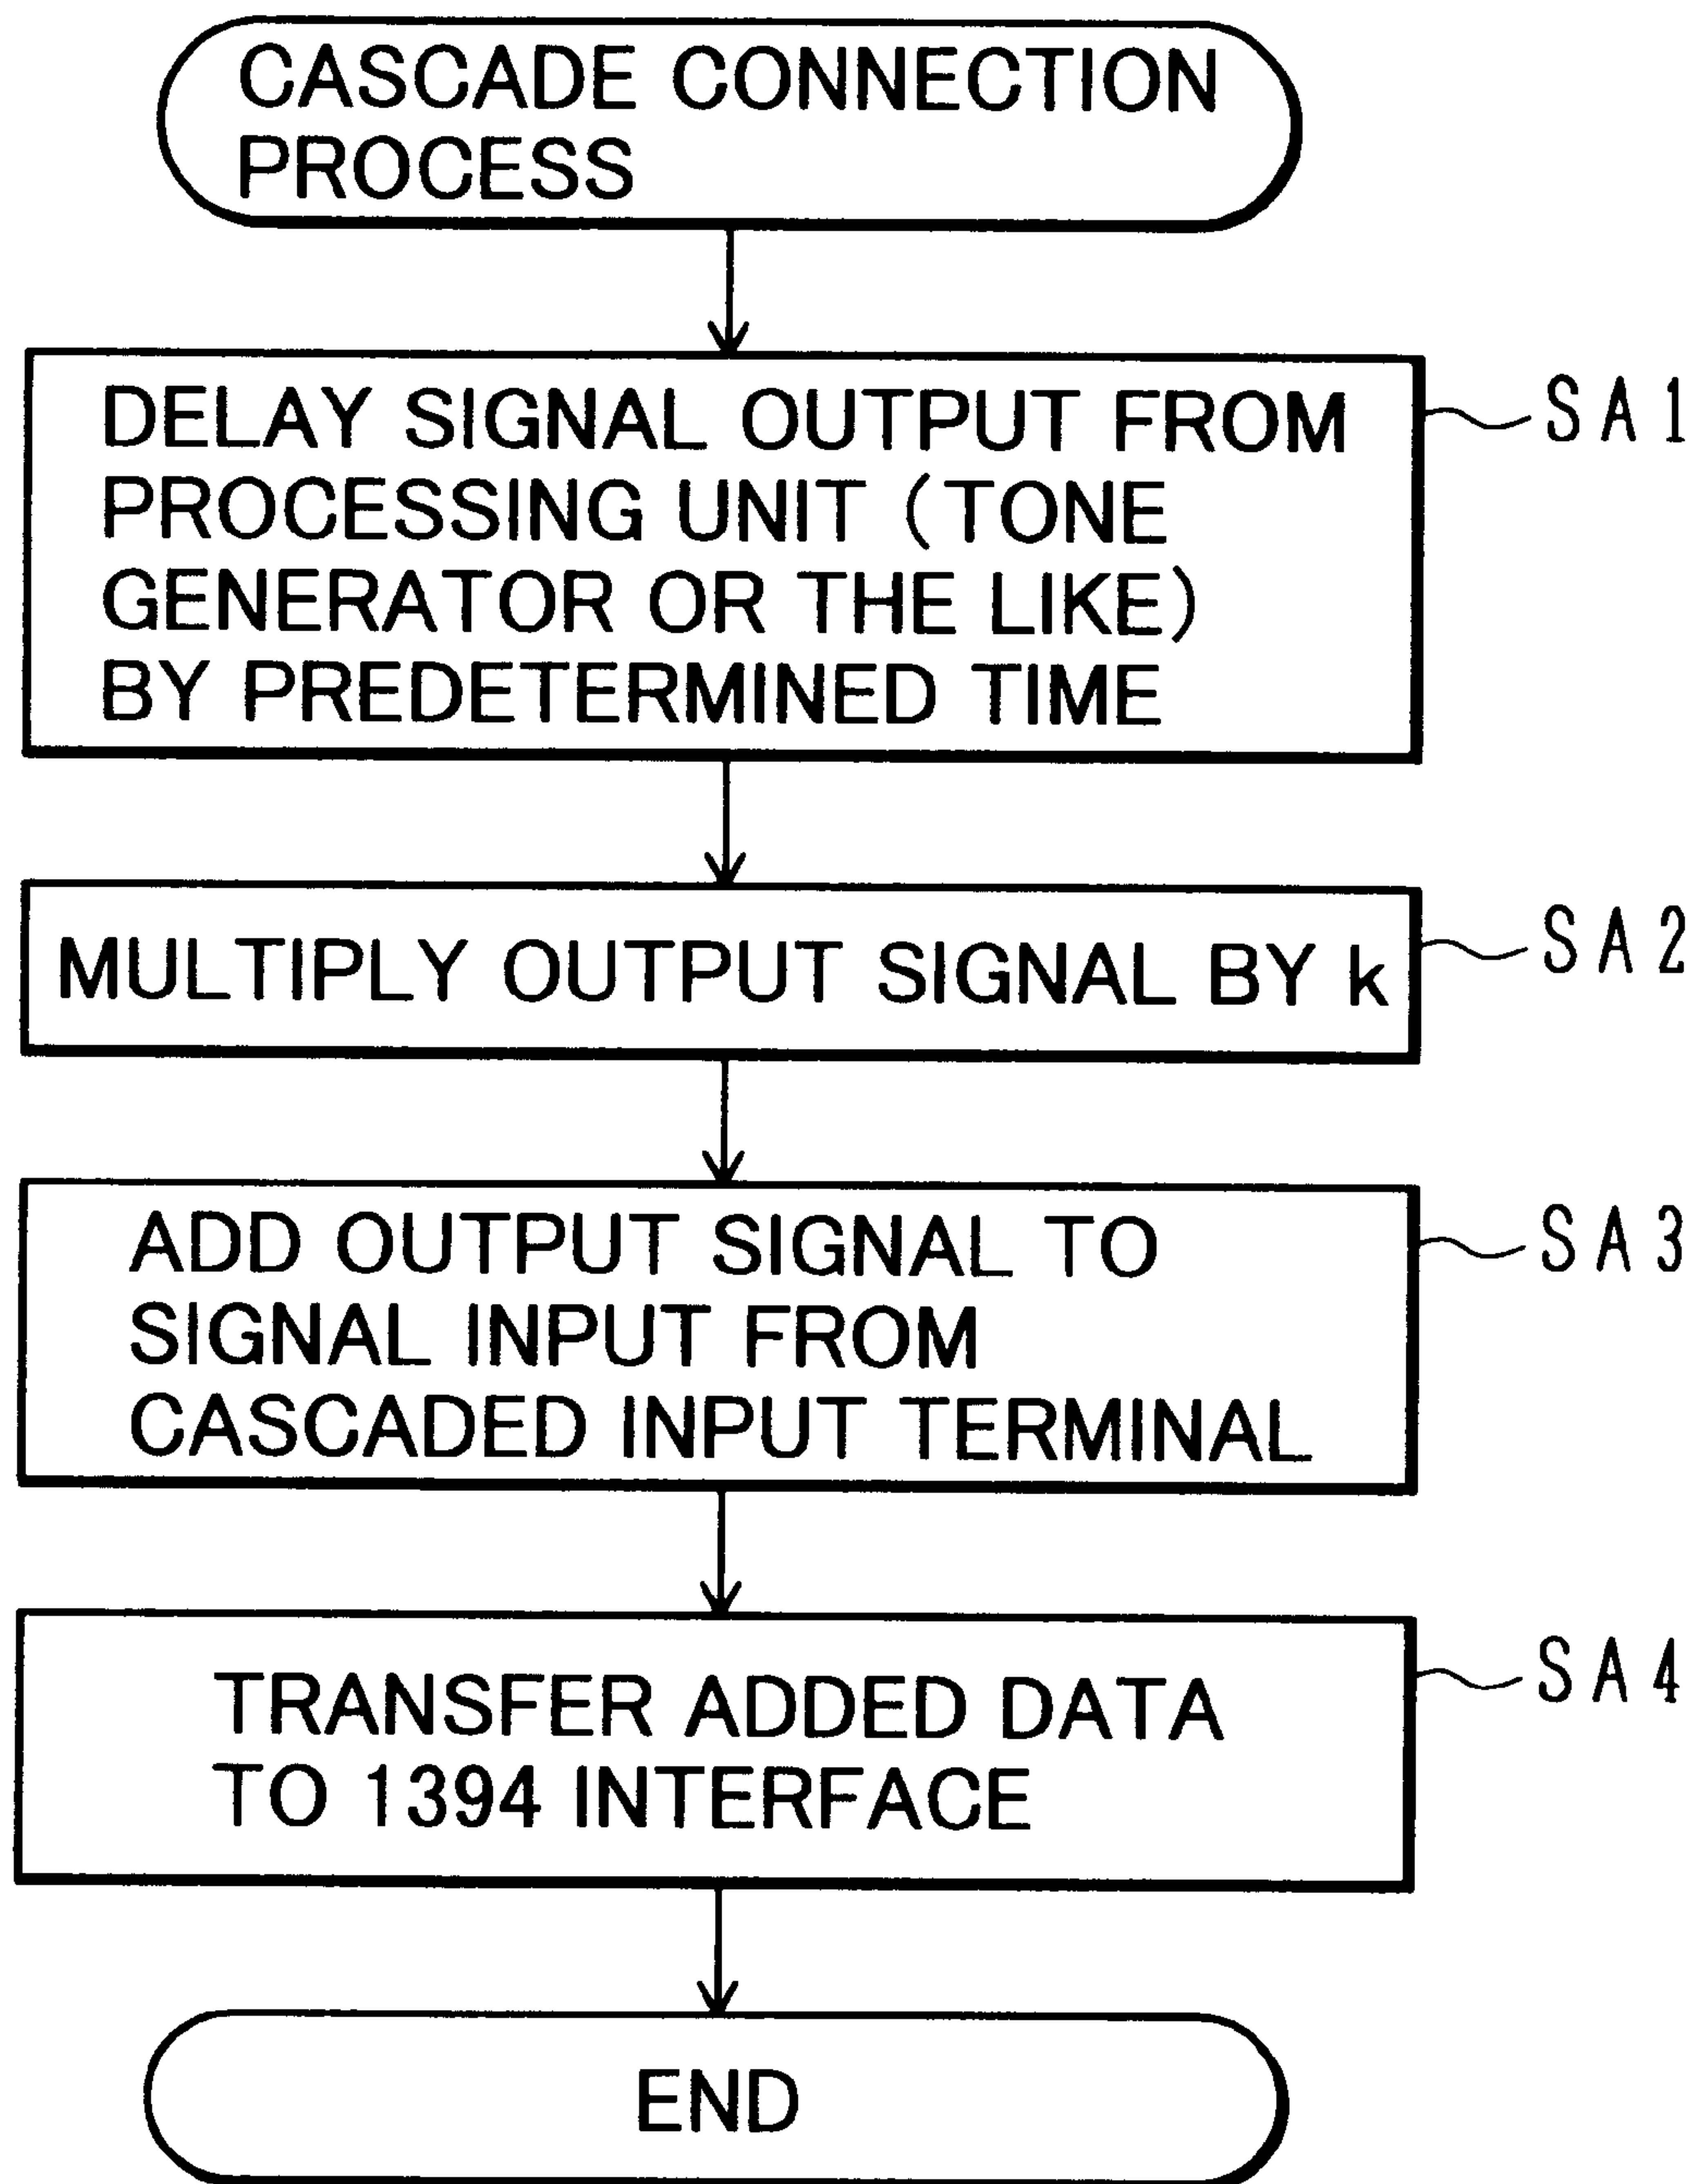 CASCADE CONNECTION
PROCESS
DELAY SIGNAL OUTPUT FROM
PROCESSING UNIT (TONE
GENERATOR OR THE LIKE)
BY PREDETERMINED TIME
SA1
MULTIPLY OUTPUT SIGNAL BY k
SA2
ADD OUTPUT SIGNAL TO
SIGNAL INPUT FROM
CASCADED INPUT TERMINAL
SA3
TRANSFER ADDED DATA
TO 1394 INTERFACE
SA4
END